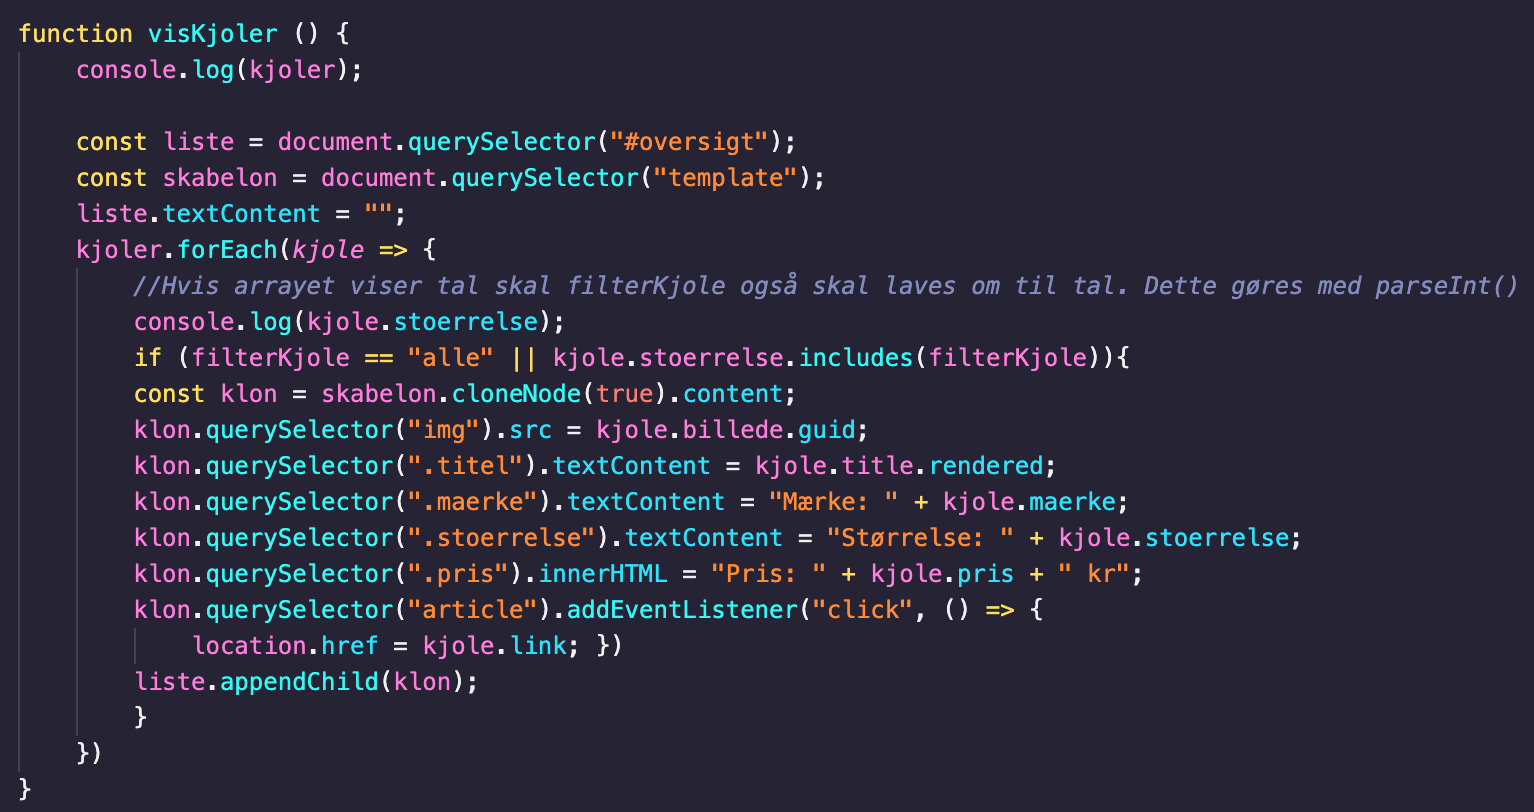 function visKjoler () {
    console.log(kjoler);

    const liste = document.querySelector("#oversigt");
    const skabelon = document.querySelector("template");
    liste.textContent = "";
    kjoler.forEach(kjole => {
        //Hvis arrayet viser tal skal filterKjole også skal laves om til tal. Dette gøres med parseInt()
        console.log(kjole.stoerrelse);
        if (filterKjole == "alle" || kjole.stoerrelse.includes(filterKjole)){
        const klon = skabelon.cloneNode(true).content;
        klon.querySelector("img").src = kjole.billede.guid;
        klon.querySelector(".titel").textContent = kjole.title.rendered;
        klon.querySelector(".maerke").textContent = "Mærke: " + kjole.maerke;
        klon.querySelector(".stoerrelse").textContent = "Størrelse: " + kjole.stoerrelse;
        klon.querySelector(".pris").innerHTML = "Pris: " + kjole.pris + " kr";
        klon.querySelector("article").addEventListener("click", () => {
            location.href = kjole.link; })
        liste.appendChild(klon);
        }
    })
}